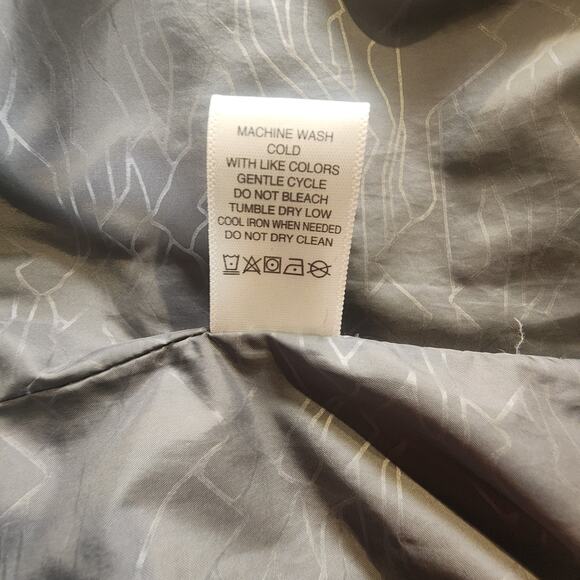 MACHINE WASH
COLD
WITH LIKE COLORS
GENTLE CYCLE
DO NOT BLEACH
TUMBLE DRY LOW
COOL IRON WHEN NEEDED
DO NOT DRY CLEAN